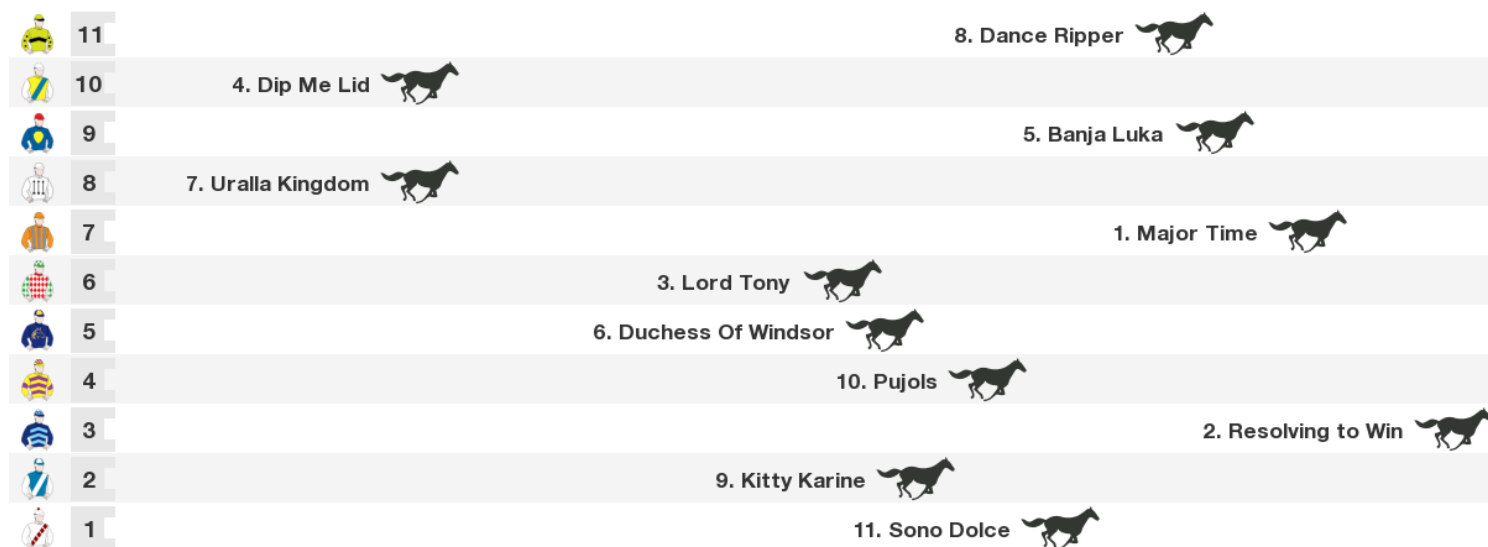 11 8. Dance Ripper
10 4. Dip Me Lid
9 5. Banja Luka
8 7. Uralla Kingdom
7 1. Major Time
6 3. Lord Tony
5 6. Duchess Of Windsor
4 10. Pujols
3 2. Resolving to Win
2 9. Kitty Karine
1 11. Sono Dolce